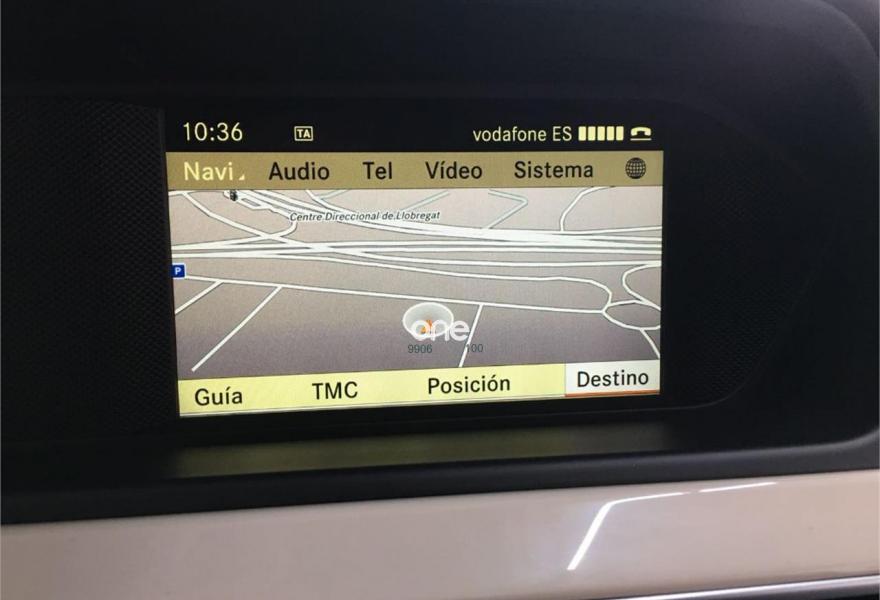 10:36 TA vodafone ES
Navi Audio Tel Vídeo Sistema
Centre Direccional de Llobregat
P
one
9906 100
Guía TMC Posición Destino